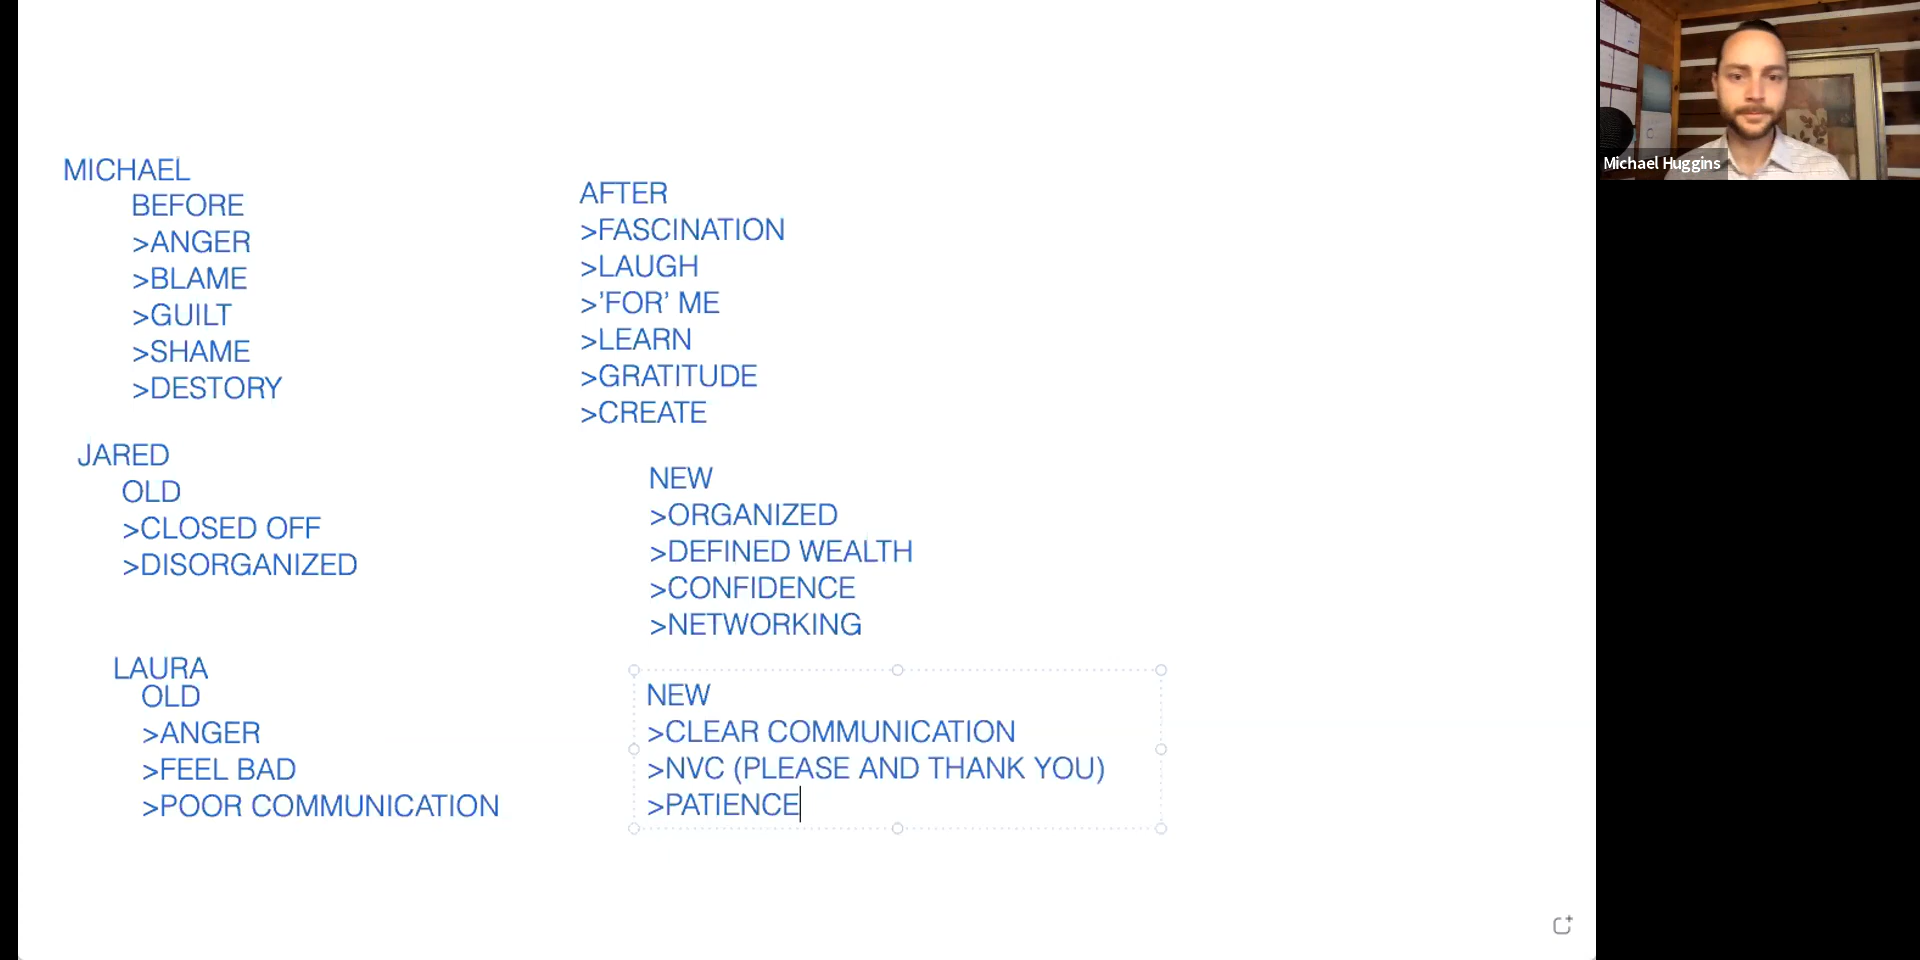 MICHAEL
BEFORE
>ANGER
>BLAME
>GUILT
>SHAME
>DESTORY
AFTER
>FASCINATION
>LAUGH
>’FOR’ ME
>LEARN
>GRATITUDE
>CREATE
JARED
OLD
>CLOSED OFF
>DISORGANIZED
NEW
>ORGANIZED
>DEFINED WEALTH
>CONFIDENCE
>NETWORKING
LAURA
OLD
>ANGER
>FEEL BAD
>POOR COMMUNICATION
NEW
>CLEAR COMMUNICATION
>NVC (PLEASE AND THANK YOU)
>PATIENCE
Michael Huggins